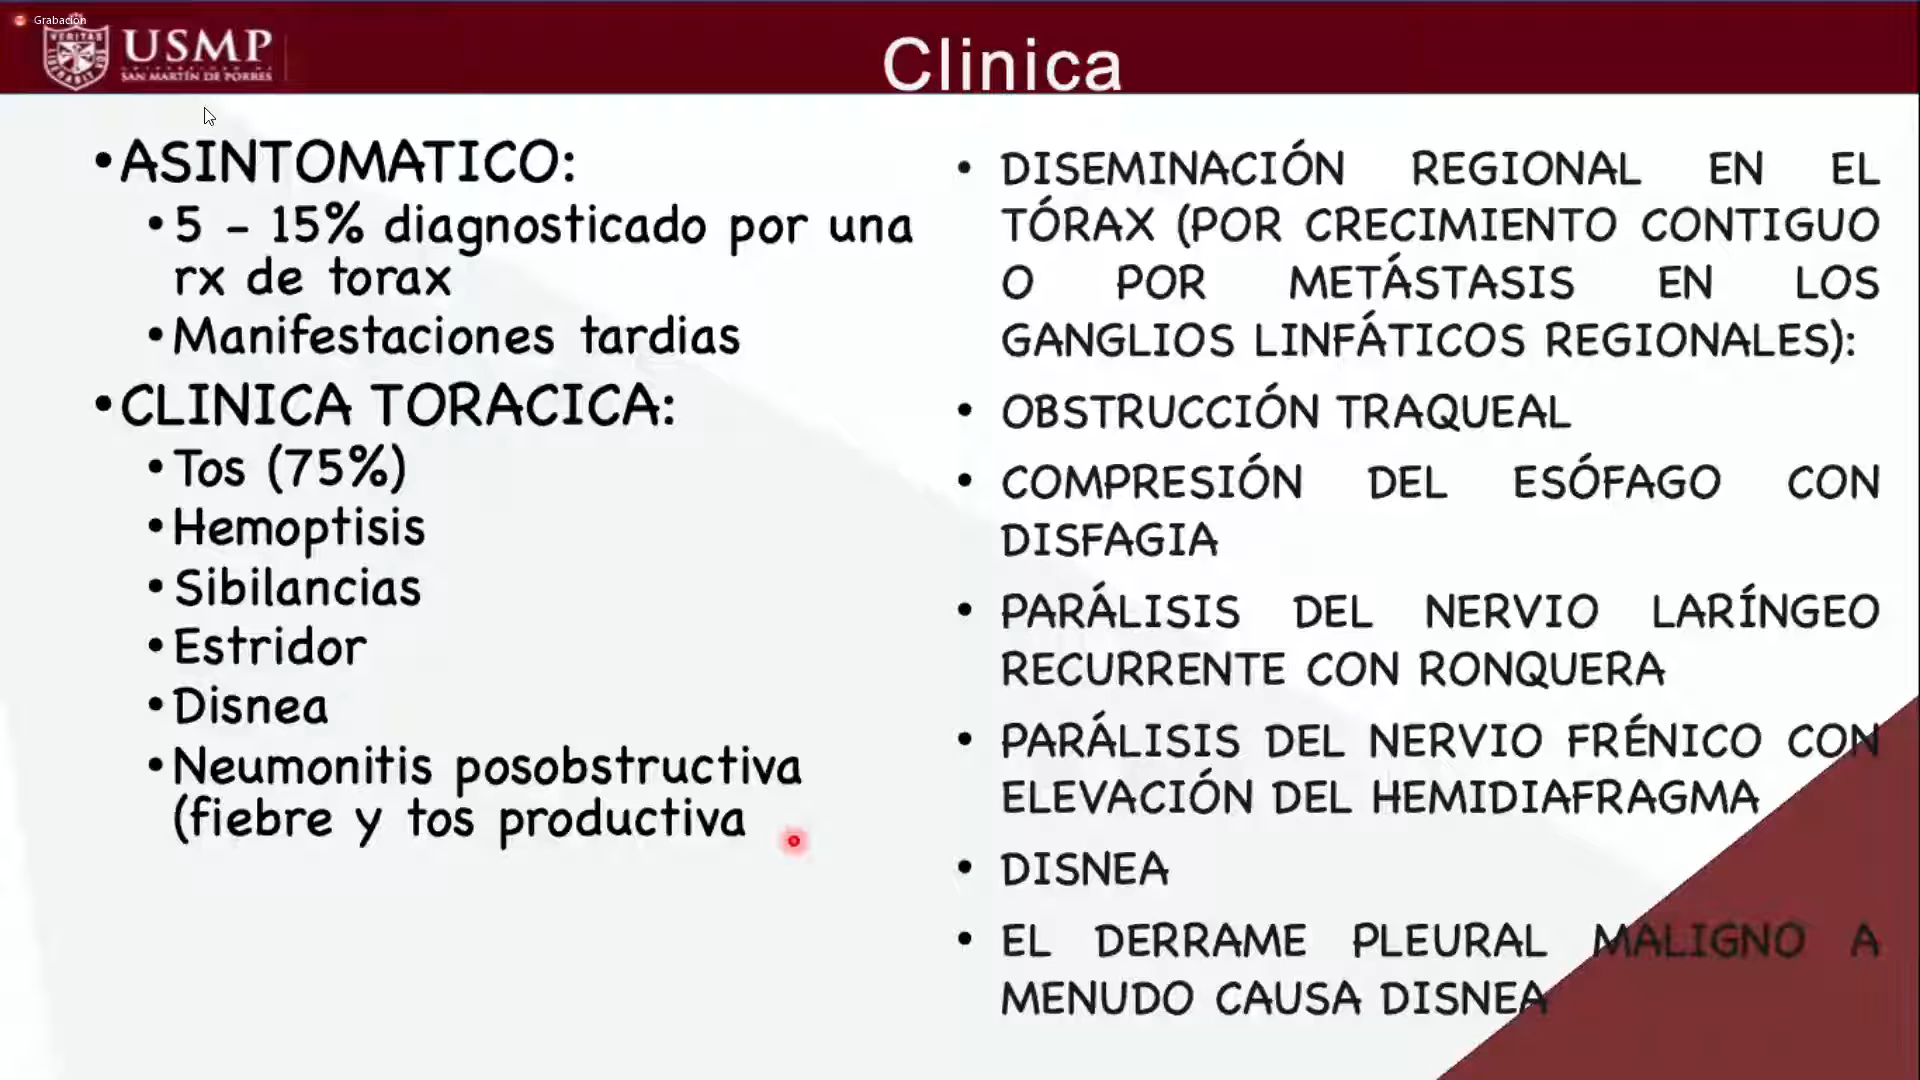 Grabación
USMP
SAN MARTÍN DE PORRES
Clinica
•ASINTOMATICO:
•5 - 15% diagnosticado por una
rx de torax
•Manifestaciones tardias
•CLINICA TORACICA:
•Tos (75%)
•Hemoptisis
•Sibilancias
•Estridor
•Disnea
•Neumonitis posobstructiva
(fiebre y tos productiva
• DISEMINACIÓN REGIONAL EN EL
TÓRAX (POR CRECIMIENTO CONTIGUO
O POR METÁSTASIS EN LOS
GANGLIOS LINFÁTICOS REGIONALES):
• OBSTRUCCIÓN TRAQUEAL
• COMPRESIÓN DEL ESÓFAGO CON
DISFAGIA
• PARÁLISIS DEL NERVIO LARÍNGEO
RECURRENTE CON RONQUERA
• PARÁLISIS DEL NERVIO FRÉNICO CON
ELEVACIÓN DEL HEMIDIAFRAGMA
• DISNEA
• EL DERRAME PLEURAL MALIGNO A
MENUDO CAUSA DISNEA